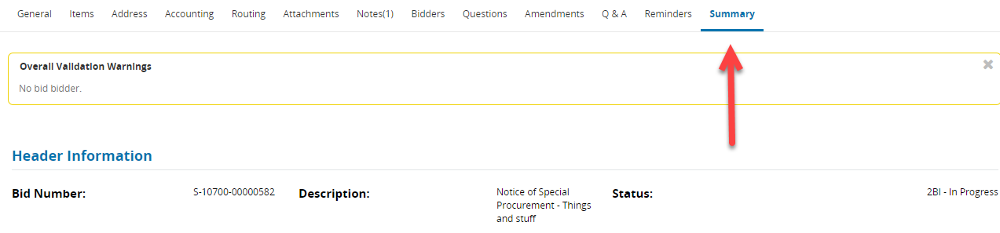 General Items Address Accounting Routing Attachments Notes(1) Bidders Questions Amendments Q & A Reminders Summary
Overall Validation Warnings
No bid bidder.
Header Information
Bid Number: S-10700-00000582 Description: Notice of Special Status: 2BI - In Progress
Procurement - Things
and stuff